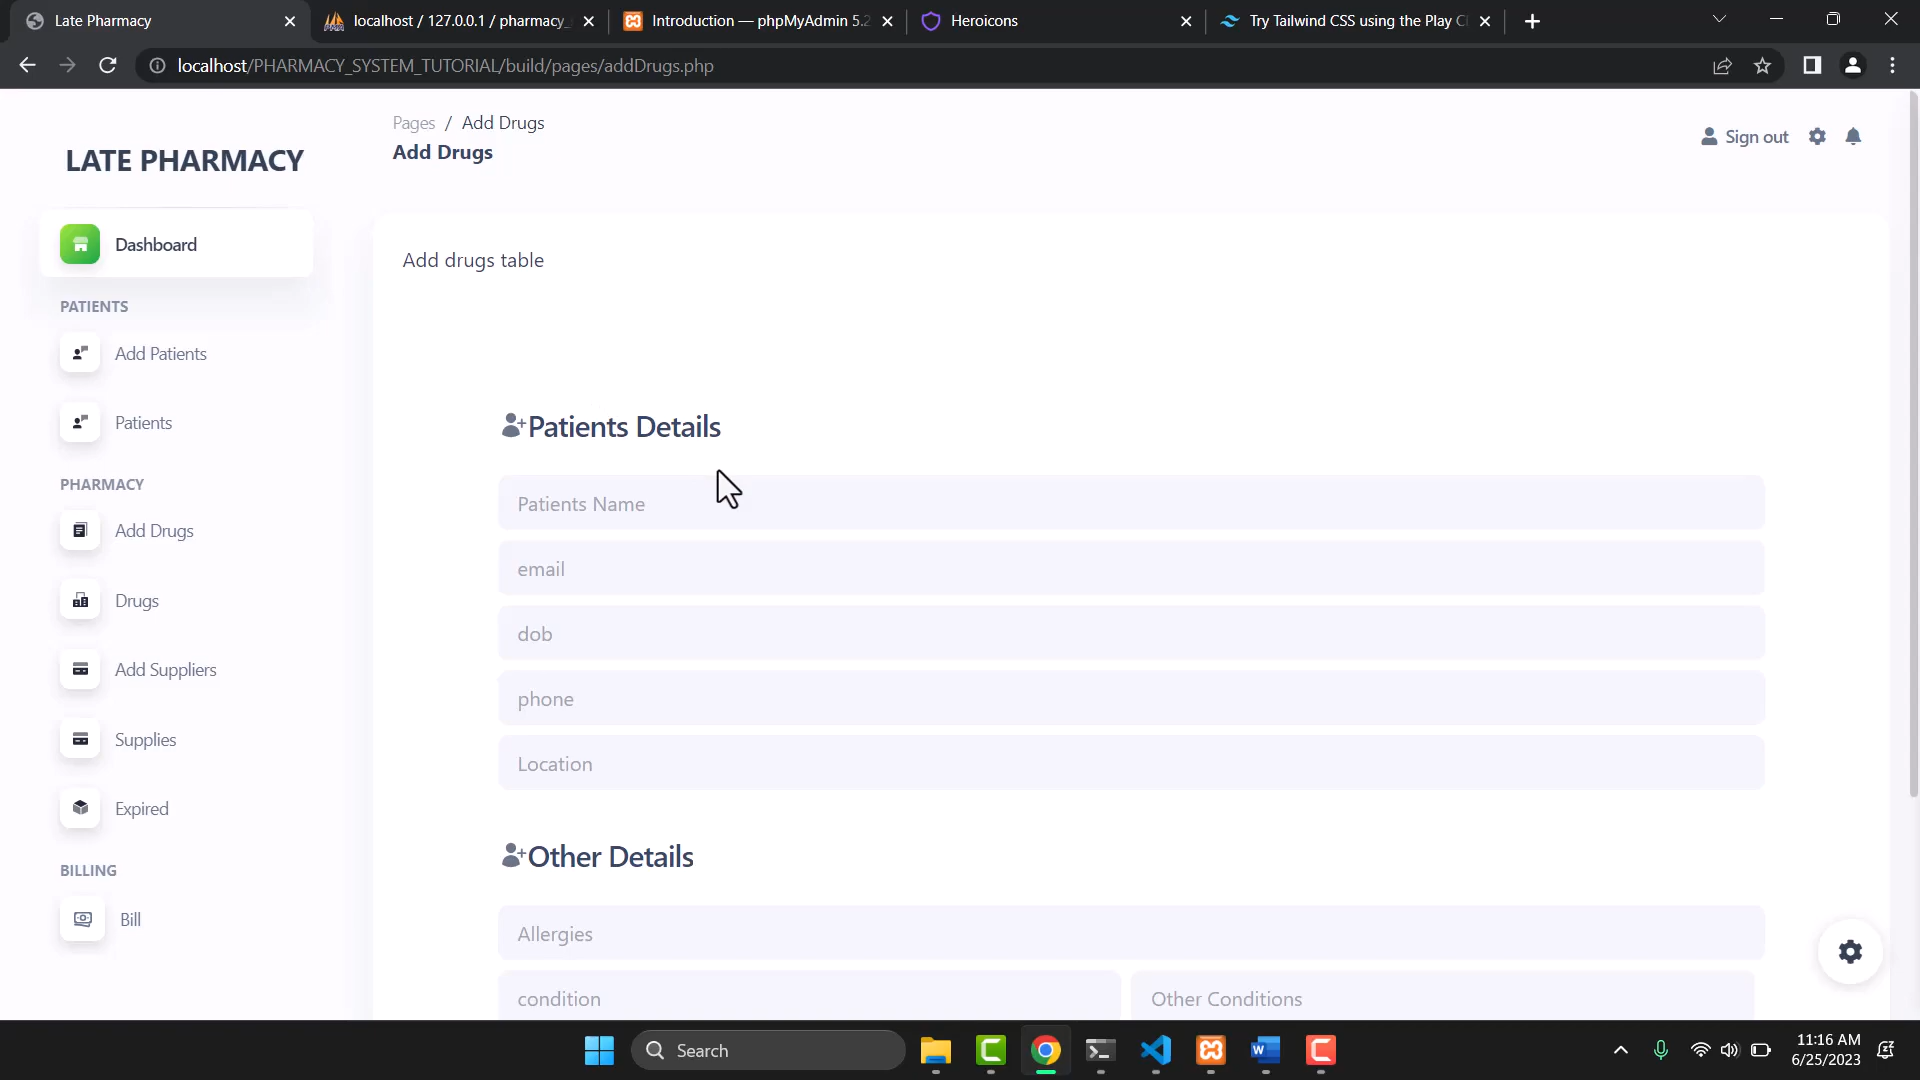 Late Pharmacy
localhost / 127.0.0.1 / pharmacy_
Introduction — phpMyAdmin 5.2
Heroicons
Try Tailwind CSS using the Play C
localhost/PHARMACY_SYSTEM_TUTORIAL/build/pages/addDrugs.php
Pages / Add Drugs
Add Drugs
Sign out
LATE PHARMACY
Dashboard
PATIENTS
Add Patients
Patients
PHARMACY
Add Drugs
Drugs
Add Suppliers
Supplies
Expired
BILLING
Bill
Add drugs table
Patients Details
Patients Name
email
dob
phone
Location
Other Details
Allergies
condition
Other Conditions
Search
11:16 AM
6/25/2023